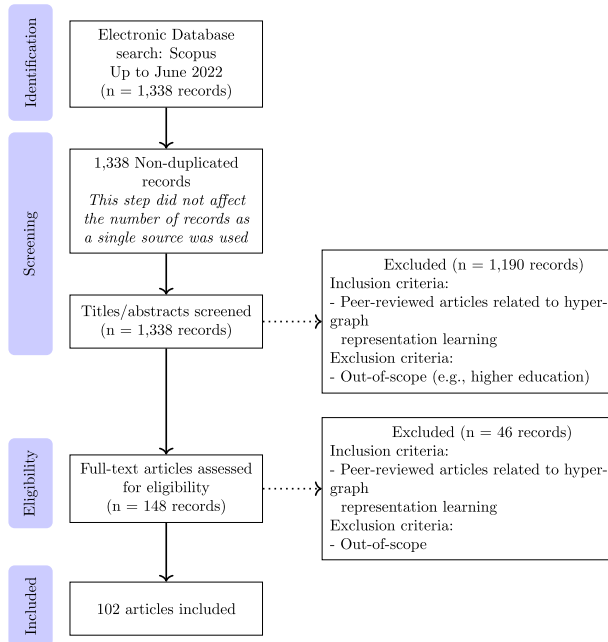 Identification
Electronic Database
search: Scopus
Up to June 2022
(n = 1,338 records)
Screening
1,338 Non-duplicated
records
This step did not affect
the number of records as
a single source was used
Titles/abstracts screened
(n = 1,338 records)
Excluded (n = 1,190 records)
Inclusion criteria:
- Peer-reviewed articles related to hyper-
graph
representation learning
Exclusion criteria:
- Out-of-scope (e.g., higher education)
Eligibility
Full-text articles assessed
for eligibility
(n = 148 records)
Excluded (n = 46 records)
Inclusion criteria:
- Peer-reviewed articles related to hyper-
graph
representation learning
Exclusion criteria:
- Out-of-scope
Included
102 articles included